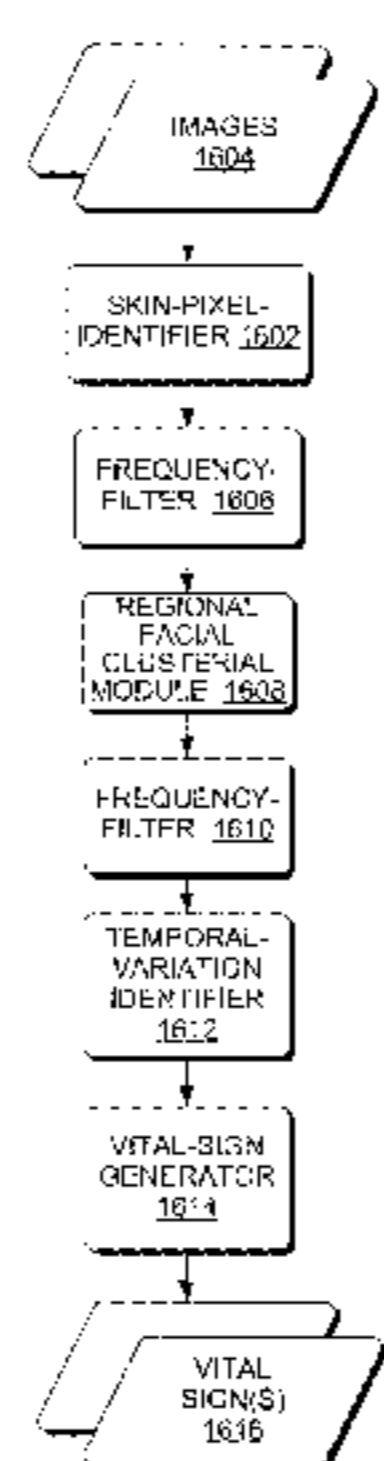 IMAGES
1604
SKIN-PIXEL-
IDENTIFIER 1602
FREQUENCY-
FILTER 1606
REGIONAL
FACIAL
CLUSTERIAL
MODULE 1608
FREQUENCY-
FILTER 1610
TEMPORAL-
VARIATION
IDENTIFIER
1612
VITAL-SIGN
GENERATOR
1614
VITAL
SIGN(S)
1616